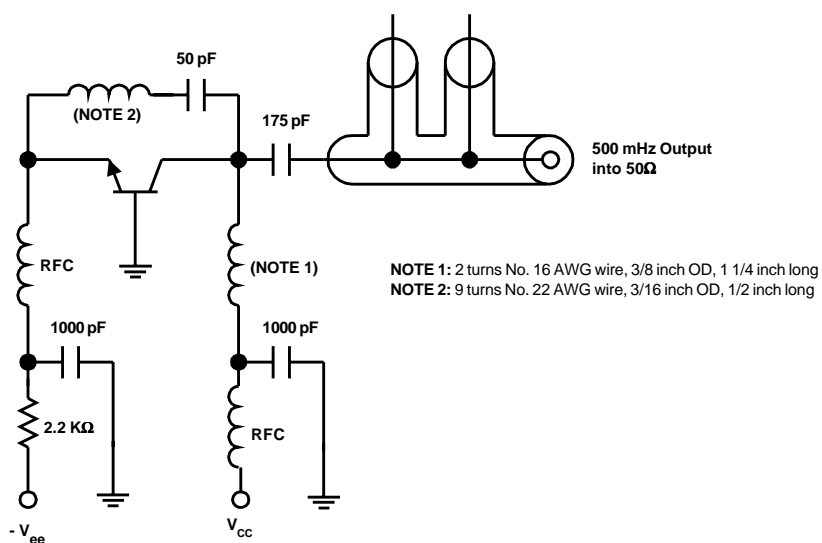 50 pF
(NOTE 2)
175 pF
500 mHz Output
into 50Ω
RFC
(NOTE 1)
NOTE 1: 2 turns No. 16 AWG wire, 3/8 inch OD, 1 1/4 inch long
NOTE 2: 9 turns No. 22 AWG wire, 3/16 inch OD, 1/2 inch long
1000 pF
1000 pF
2.2 KΩ
RFC
- Vee
VCC